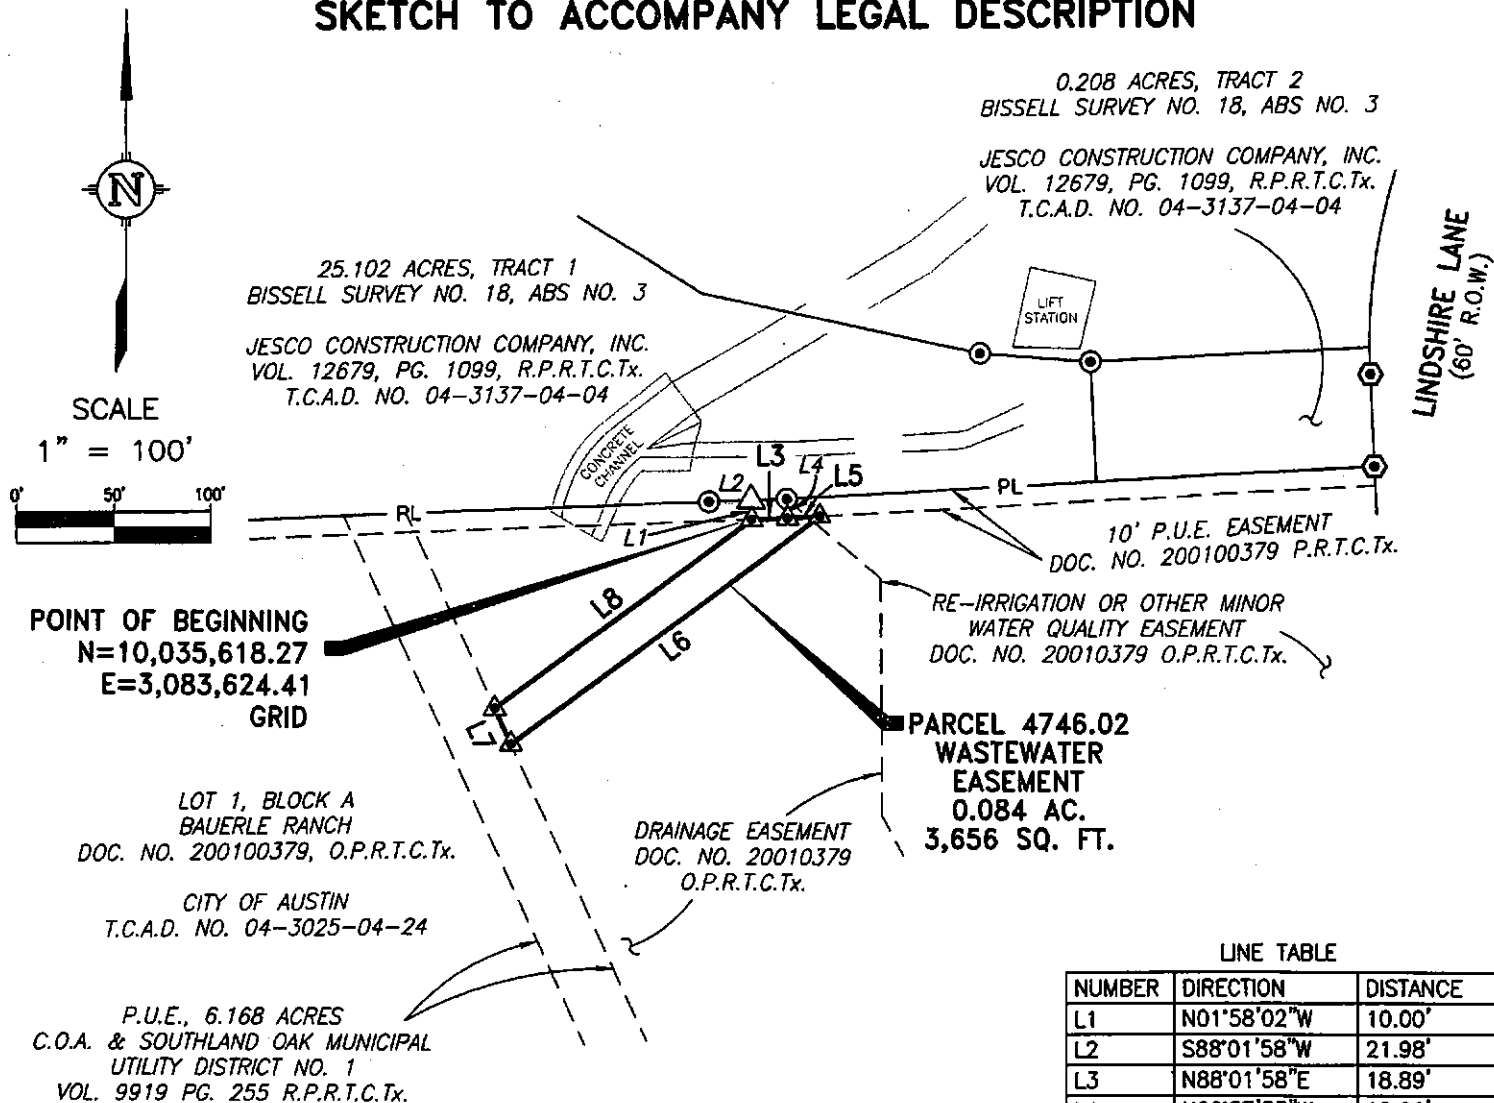 SKETCH TO ACCOMPANY LEGAL DESCRIPTION
N
SCALE
1" = 100'
0' 50' 100'
0.208 ACRES, TRACT 2
BISSELL SURVEY NO. 18, ABS NO. 3
JESCO CONSTRUCTION COMPANY, INC.
VOL. 12679, PG. 1099, R.P.R.T.C.Tx.
T.C.A.D. NO. 04-3137-04-04
25.102 ACRES, TRACT 1
BISSELL SURVEY NO. 18, ABS NO. 3
JESCO CONSTRUCTION COMPANY, INC.
VOL. 12679, PG. 1099, R.P.R.T.C.Tx.
T.C.A.D. NO. 04-3137-04-04
LIFT
STATION
LINDSHIRE LANE
(60' R.O.W.)
CONCRETE
CHANNEL
L2
L3
L4
L5
L1
PL
10' P.U.E. EASEMENT
DOC. NO. 200100379 P.R.T.C.Tx.
POINT OF BEGINNING
N=10,035,618.27
E=3,083,624.41
GRID
L8
L6
L7
RE-IRRIGATION OR OTHER MINOR
WATER QUALITY EASEMENT
DOC. NO. 20010379 O.P.R.T.C.Tx.
PARCEL 4746.02
WASTEWATER
EASEMENT
0.084 AC.
3,656 SQ. FT.
LOT 1, BLOCK A
BAUERLE RANCH
DOC. NO. 200100379, O.P.R.T.C.Tx.
CITY OF AUSTIN
T.C.A.D. NO. 04-3025-04-24
DRAINAGE EASEMENT
DOC. NO. 20010379
O.P.R.T.C.Tx.
P.U.E., 6.168 ACRES
C.O.A. & SOUTHLAND OAK MUNICIPAL
UTILITY DISTRICT NO. 1
VOL. 9919 PG. 255 R.P.R.T.C.Tx.
LINE TABLE
NUMBER DIRECTION DISTANCE
L1 N01°58'02"W 10.00'
L2 S88°01'58"W 21.98'
L3 N88°01'58"E 18.89'